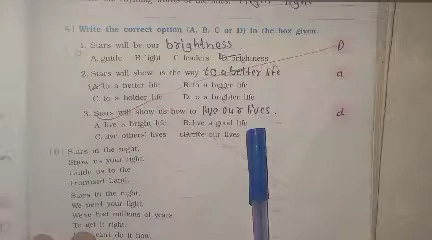 4) Write the correct option (A, B, C or D) in the box given.
1. Stars will be our brightness
A. guide B. light C. leaders D. brightness
D
2. Stars will show us the way to a better life
A. to a better life B. to a bigger life
a
C. to a bolder life D. to a brighter life
3. Stars will show us how to live our lives.
A. live a bright life B. live a good life
d
C. live others' lives D. live our lives
Stars in the night,
Show us your right,
Guide us to the
Promised Land.
Stars in the night,
We need your light,
We've had millions of years
To get it right,
can do it now.